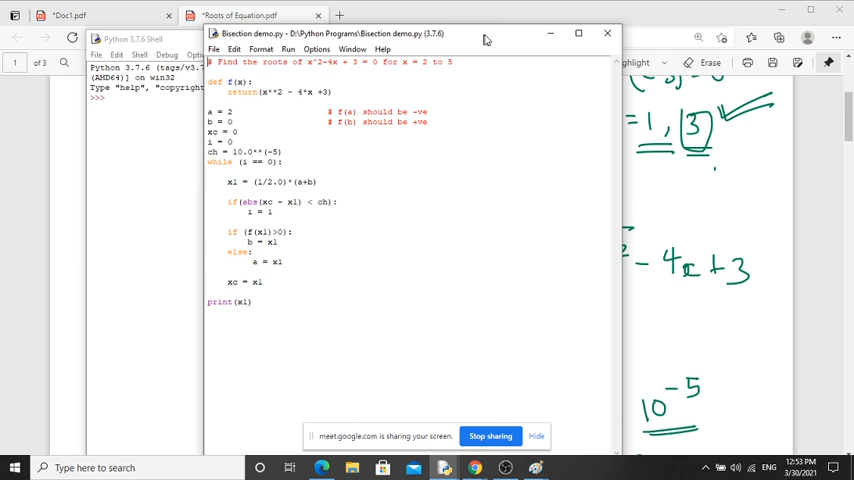 *Doc1.pdf
*Roots of Equation.pdf
1 of 3
Highlight
Erase
Python 3.7.6 Shell
File Edit Shell Debug
Python 3.7.6 (tags/v3.7
(AMD64)] on win32
Type "help", "copyright
>>>
Bisection demo.py - D:\Python Programs\Bisection demo.py (3.7.6)
File Edit Format Run Options Window Help
# Find the roots of x^2-4x + 3 = 0 for x = 2 to 5
def f(x):
return(x**2 - 4*x +3)
a = 2 # f(a) should be -ve
b = 0 # f(b) should be +ve
xc = 0
i = 0
ch = 10.0**(-5)
while (i == 0):
x1 = (1/2.0)*(a+b)
if(abs(xc - x1) < ch):
i = 1
if (f(x1)>0):
b = x1
else:
a = x1
xc = x1
print(x1)
= 1, 3
- 4x + 3
10^-5
meet.google.com is sharing your screen. Stop sharing Hide
Type here to search
ENG
12:53 PM
3/30/2021